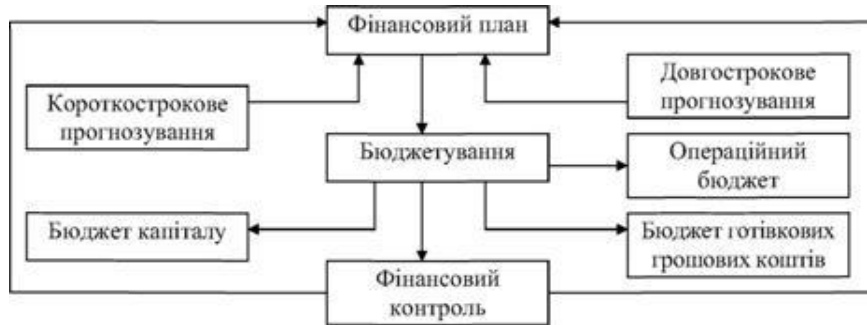 Фінансовий план
Короткострокове
прогнозування
Довгострокове
прогнозування
Бюджетування
Операційний
бюджет
Бюджет капіталу
Бюджет готівкових
грошових коштів
Фінансовий
контроль